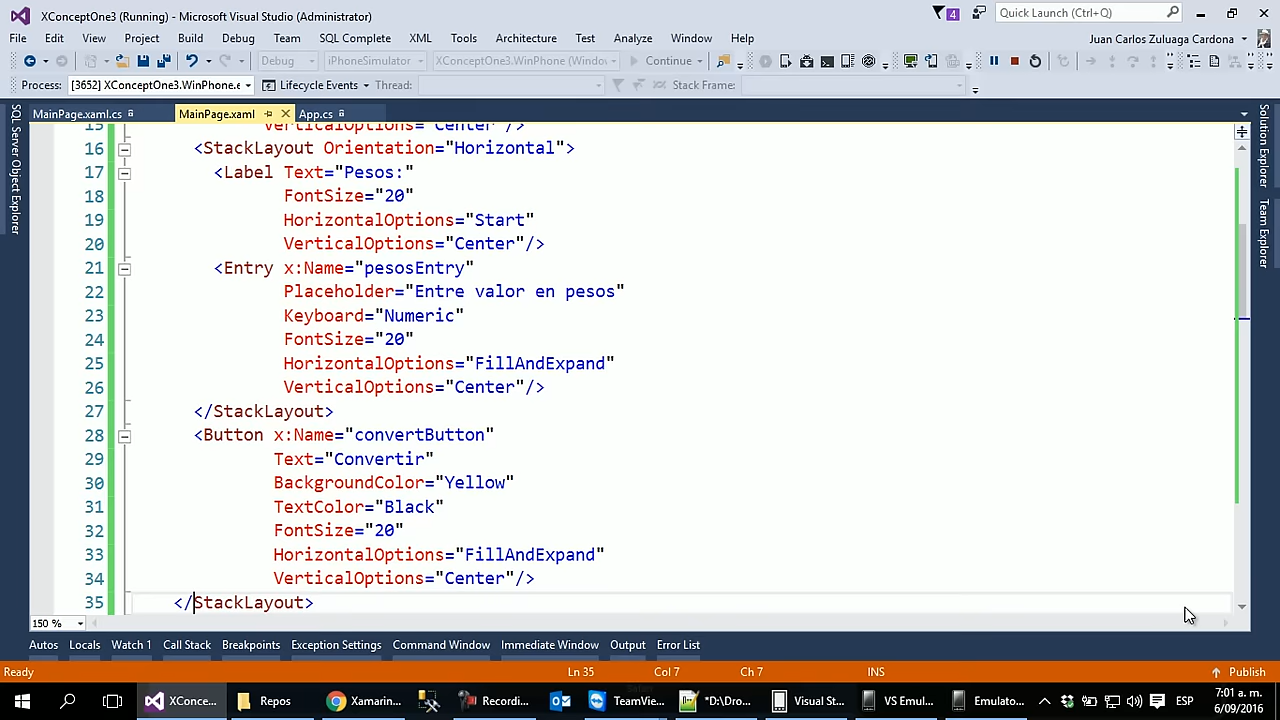 XConceptOne3 (Running) - Microsoft Visual Studio (Administrator)
4
Quick Launch (Ctrl+Q)
File Edit View Project Build Debug Team SQL Complete XML Tools Architecture Test Analyze Window Help
Juan Carlos Zuluaga Cardona
Debug iPhoneSimulator XConceptOne3.WinPhone (Window Continue
Process: [3652] XConceptOne3.WinPhone.e Lifecycle Events Thread: Stack Frame:
MainPage.xaml.cs MainPage.xaml App.cs
SQL Server Object Explorer
Solution Explorer
Team Explorer
15 VerticalOptions="Center"/>
16 <StackLayout Orientation="Horizontal">
17 <Label Text="Pesos:"
18 FontSize="20"
19 HorizontalOptions="Start"
20 VerticalOptions="Center"/>
21 <Entry x:Name="pesosEntry"
22 Placeholder="Entre valor en pesos"
23 Keyboard="Numeric"
24 FontSize="20"
25 HorizontalOptions="FillAndExpand"
26 VerticalOptions="Center"/>
27 </StackLayout>
28 <Button x:Name="convertButton"
29 Text="Convertir"
30 BackgroundColor="Yellow"
31 TextColor="Black"
32 FontSize="20"
33 HorizontalOptions="FillAndExpand"
34 VerticalOptions="Center"/>
35 </StackLayout>
150 %
Autos Locals Watch 1 Call Stack Breakpoints Exception Settings Command Window Immediate Window Output Error List
Ready Ln 35 Col 7 Ch 7 INS Publish
XConce... Repos Xamarin... Recordi... TeamVie... *D:\Dro... Visual St... VS Emul... Emulato... ESP
7:01 a. m.
6/09/2016